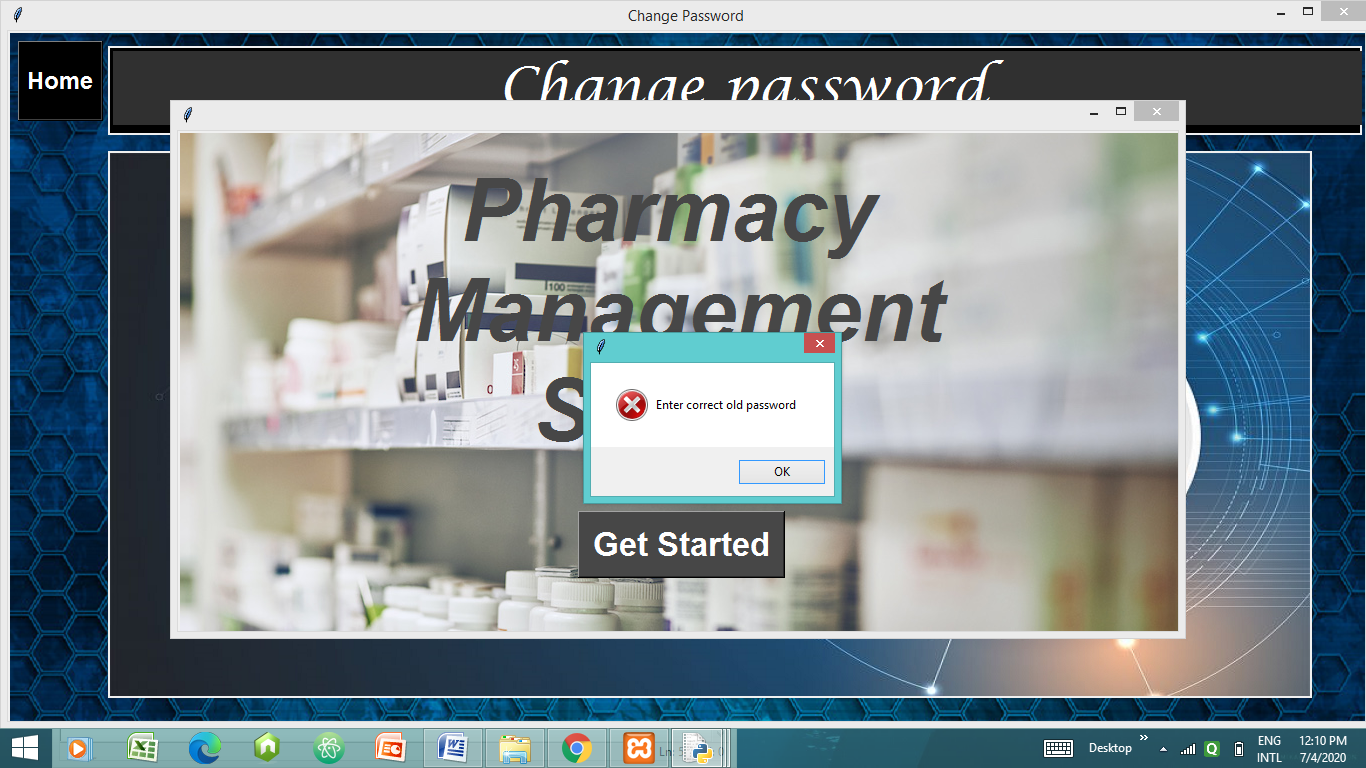 Change Password
Home
Change password
Pharmacy
Management
S
Enter correct old password
OK
Get Started
Desktop
ENG
INTL
12:10 PM
7/4/2020